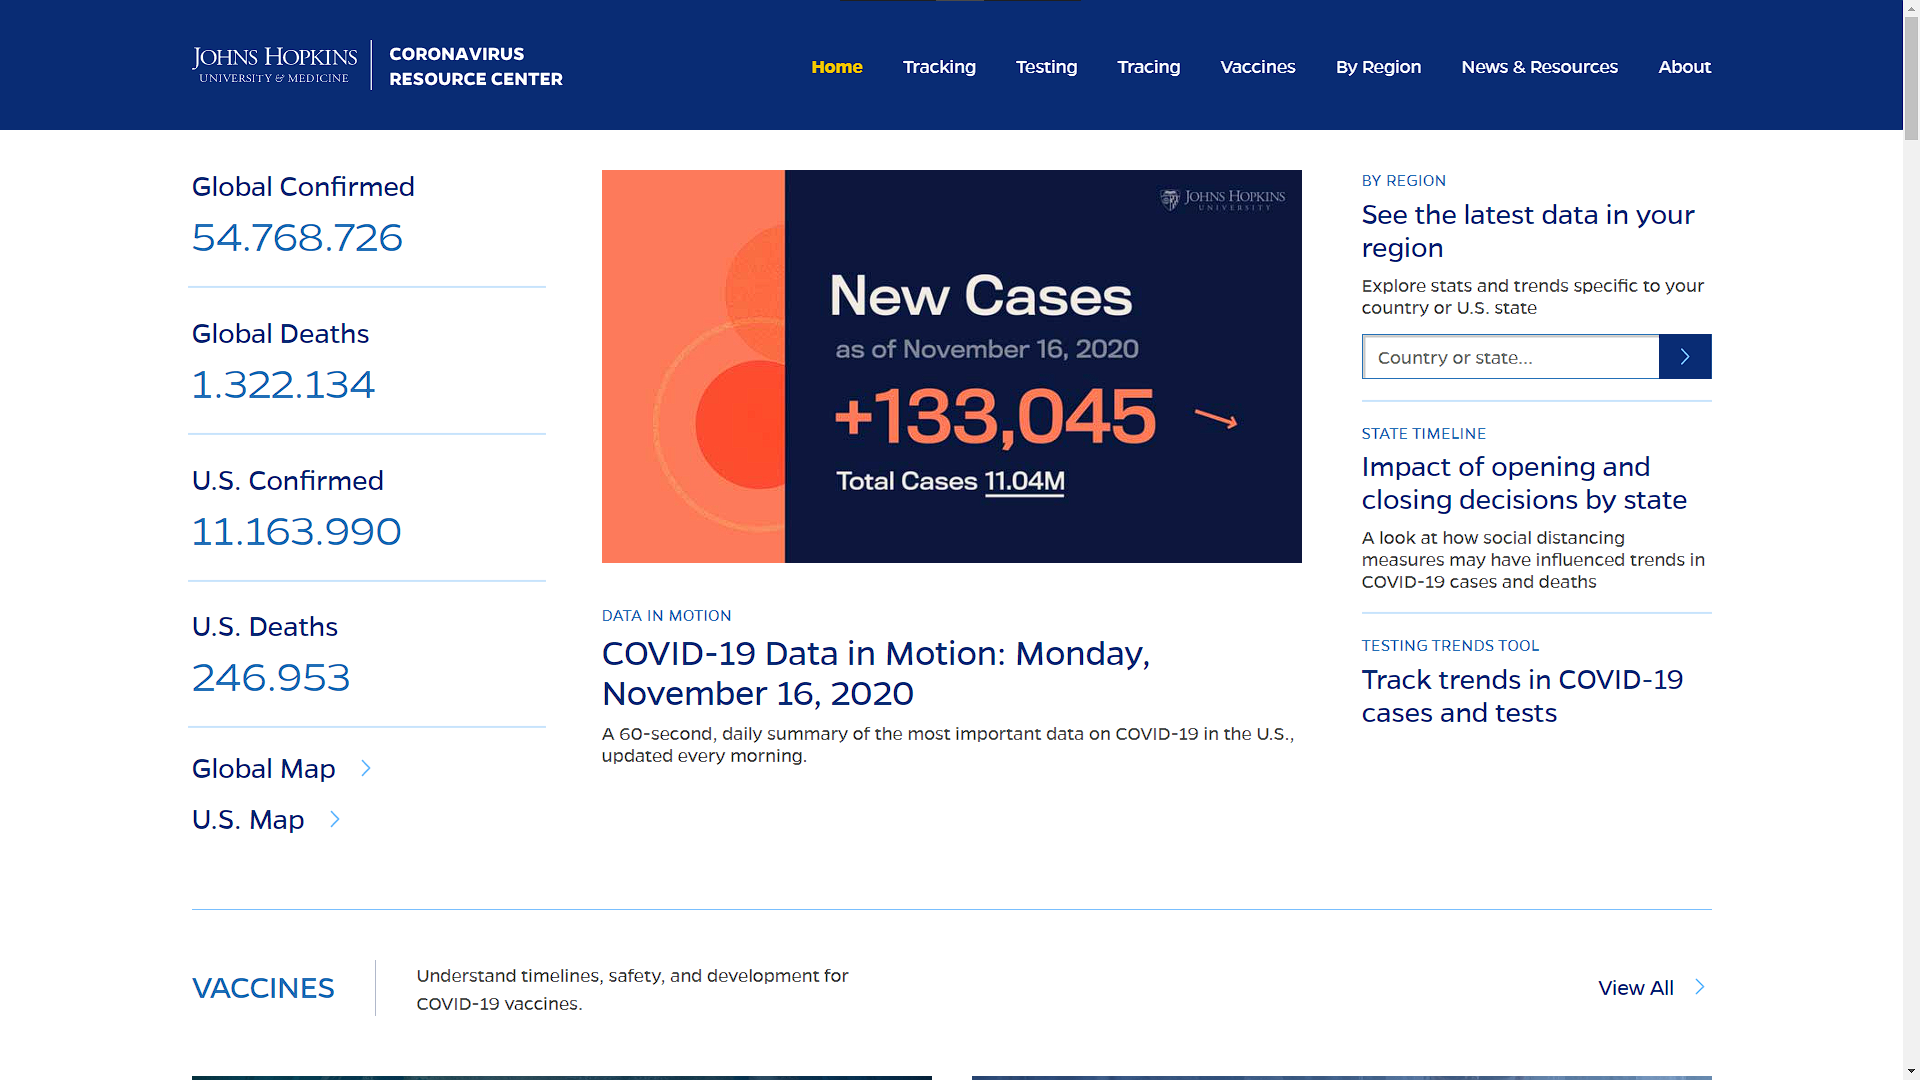 JOHNS HOPKINS
UNIVERSITY & MEDICINE
CORONAVIRUS
RESOURCE CENTER
Home
Tracking
Testing
Tracing
Vaccines
By Region
News & Resources
About
Global Confirmed
54.768.726
Global Deaths
1.322.134
U.S. Confirmed
11.163.990
U.S. Deaths
246.953
Global Map
U.S. Map
JOHNS HOPKINS
UNIVERSITY
New Cases
as of November 16, 2020
+133,045
Total Cases 11.04M
DATA IN MOTION
COVID-19 Data in Motion: Monday,
November 16, 2020
A 60-second, daily summary of the most important data on COVID-19 in the U.S.,
updated every morning.
BY REGION
See the latest data in your
region
Explore stats and trends specific to your
country or U.S. state
Country or state...
STATE TIMELINE
Impact of opening and
closing decisions by state
A look at how social distancing
measures may have influenced trends in
COVID-19 cases and deaths
TESTING TRENDS TOOL
Track trends in COVID-19
cases and tests
VACCINES
Understand timelines, safety, and development for
COVID-19 vaccines.
View All